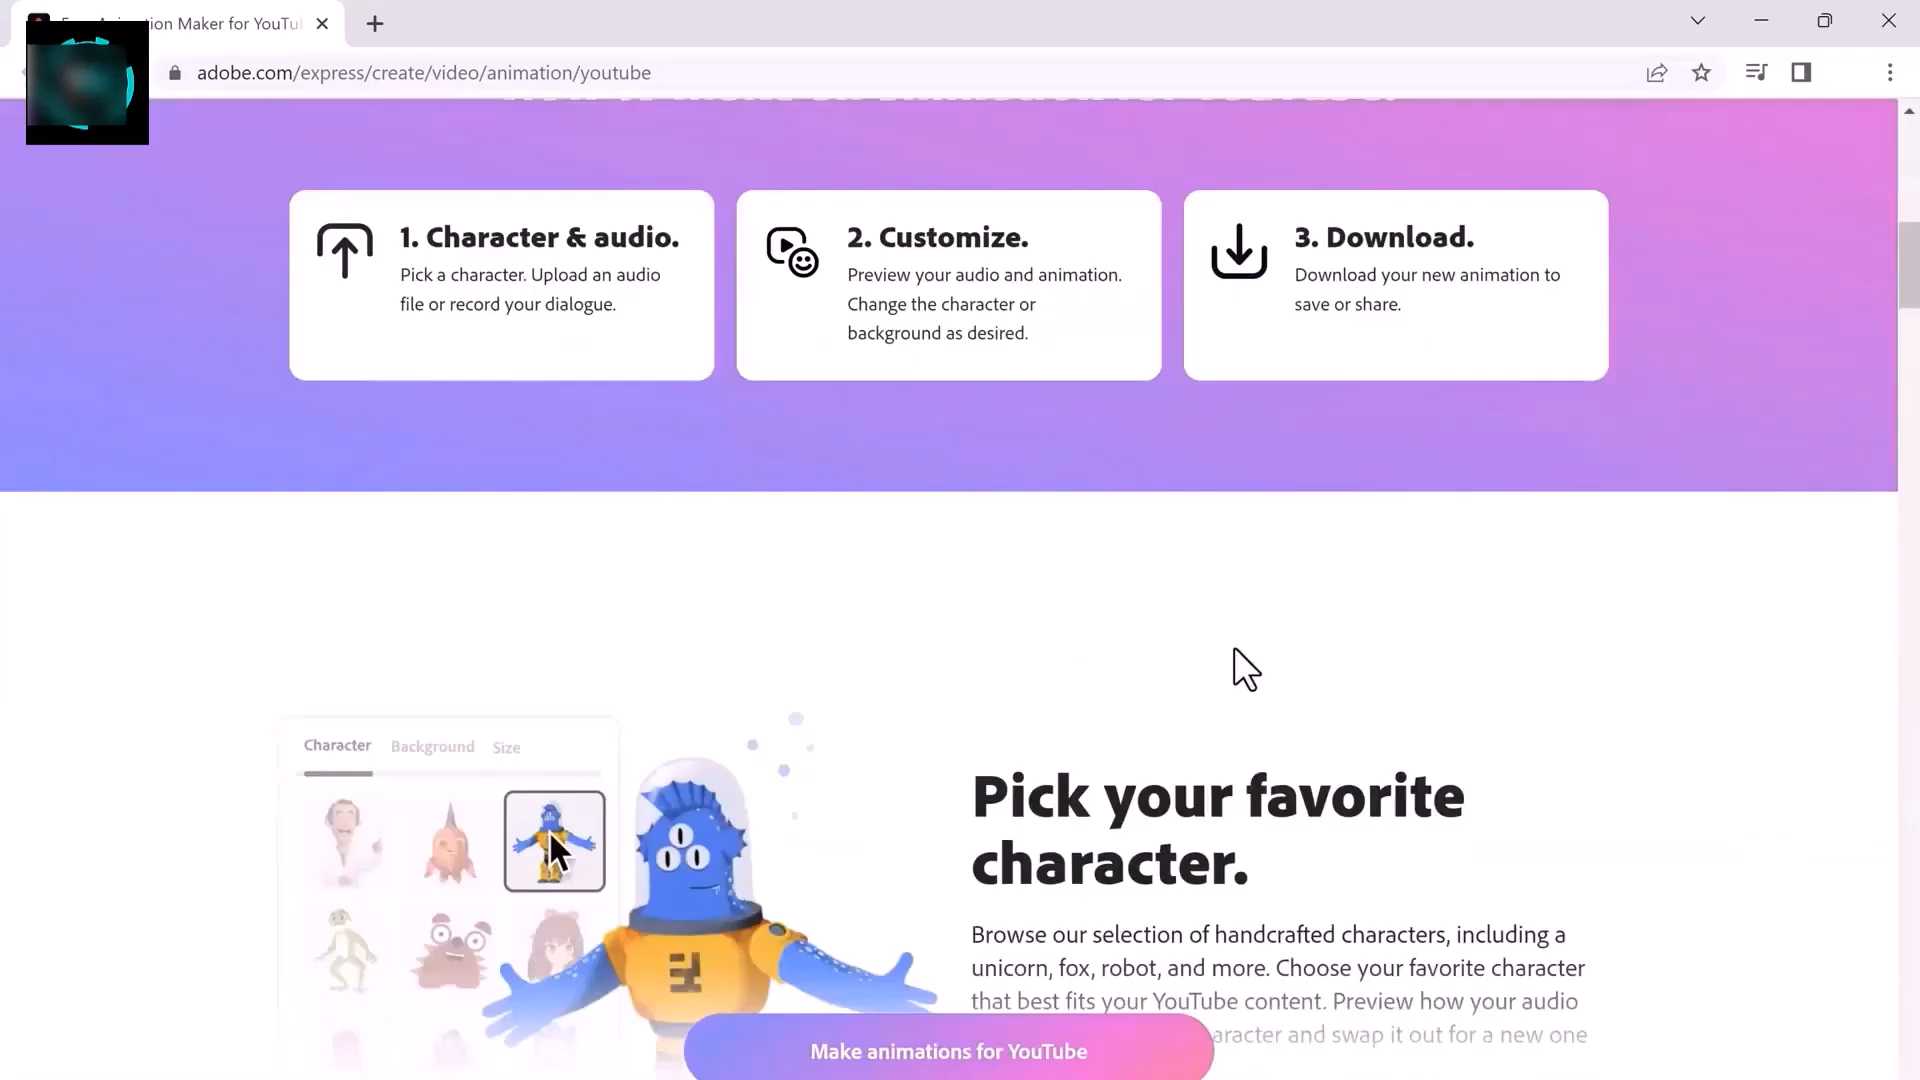 ion Maker for YouTu
adobe.com/express/create/video/animation/youtube
1. Character & audio.
Pick a character. Upload an audio
file or record your dialogue.
2. Customize.
Preview your audio and animation.
Change the character or
background as desired.
3. Download.
Download your new animation to
save or share.
Character Background Size
Pick your favorite
character.
Browse our selection of handcrafted characters, including a
unicorn, fox, robot, and more. Choose your favorite character
that best fits your YouTube content. Preview how your audio
aracter and swap it out for a new one
Make animations for YouTube